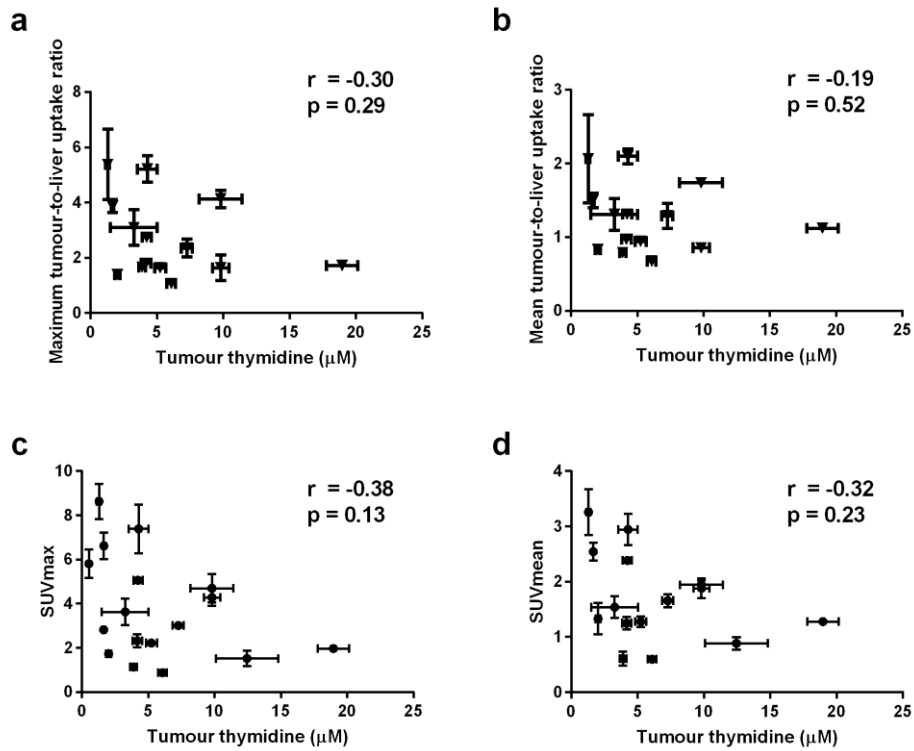 a
Maximum tumour-to-liver uptake ratio
r = -0.30
p = 0.29
8
6
4
2
0
0 5 10 15 20 25
Tumour thymidine (μM)
b
Mean tumour-to-liver uptake ratio
r = -0.19
p = 0.52
3
2
1
0
0 5 10 15 20 25
Tumour thymidine (μM)
c
SUVmax
r = -0.38
p = 0.13
10
8
6
4
2
0
0 5 10 15 20 25
Tumour thymidine (μM)
d
SUVmean
r = -0.32
p = 0.23
4
3
2
1
0
0 5 10 15 20 25
Tumour thymidine (μM)